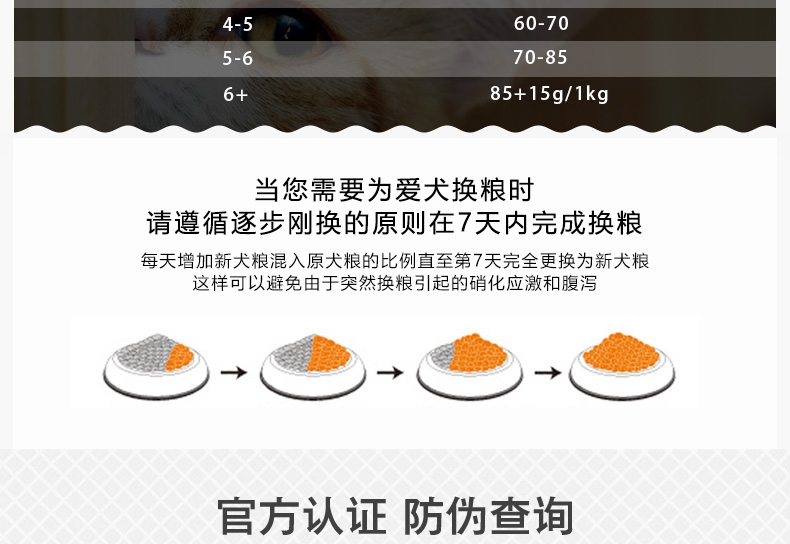 4-5 60-70
5-6 70-85
6+ 85+15g/1kg
当您需要为爱犬换粮时
请遵循逐步刚换的原则在7天内完成换粮
每天增加新犬粮混入原犬粮的比例直至第7天完全更换为新犬粮
这样可以避免由于突然换粮引起的硝化应激和腹泻
官方认证 防伪查询